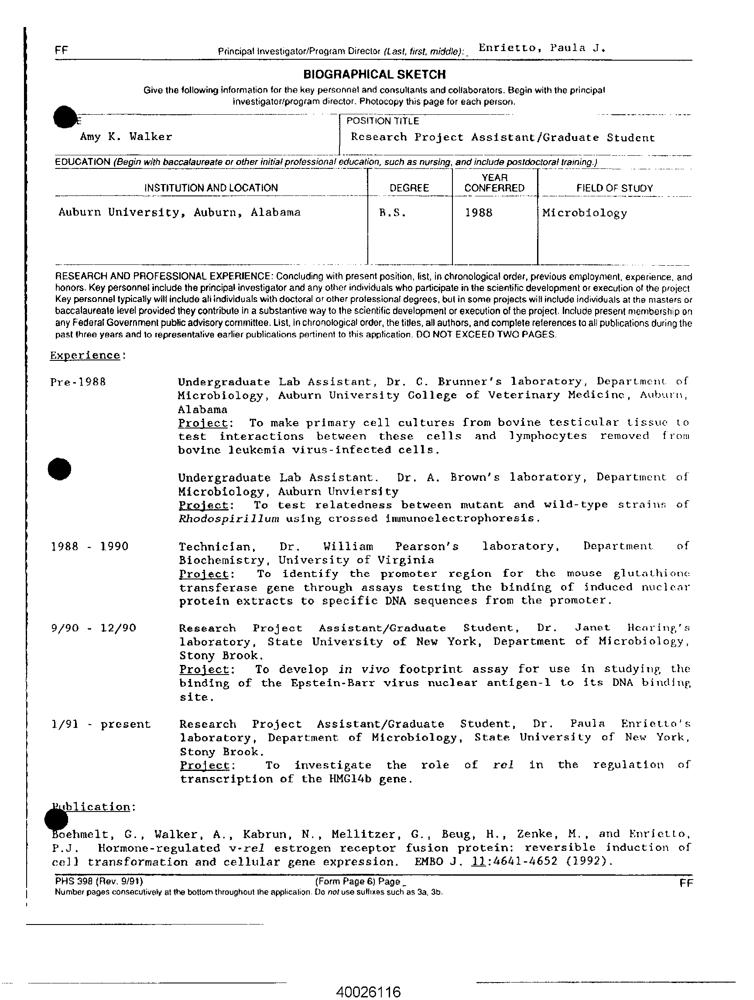 FF Principal Investigator/Program Director (Last, first, middle): Enrietto, Paula J.
BIOGRAPHICAL SKETCH
Give the following information for the key personnel and consultants and collaborators. Begin with the principal
investigator/program director. Photocopy this page for each person.
POSITION TITLE
Amy K. Walker Research Project Assistant/Graduate Student
EDUCATION (Begin with baccalaureate or other initial professional education, such as nursing, and include postdoctoral training.)
INSTITUTION AND LOCATION DEGREE YEAR CONFERRED FIELD OF STUDY
Auburn University, Auburn, Alabama B.S. 1988 Microbiology
RESEARCH AND PROFESSIONAL EXPERIENCE: Concluding with present position, list, in chronological order, previous employment, experience, and
honors. Key personnel include the principal investigator and any other individuals who participate in the scientific development or execution of the project
Key personnel typically will include all individuals with doctoral or other professional degrees, but in some projects will include individuals at the masters or
baccalaureate level provided they contribute in a substantive way to the scientific development or execution of the project. Include present membership on
any Federal Government public advisory committee. List, in chronological order, the titles, all authors, and complete references to all publications during the
past three years and to representative earlier publications pertinent to this application. DO NOT EXCEED TWO PAGES.
Experience:
Pre-1988 Undergraduate Lab Assistant, Dr. C. Brunner's laboratory, Department of
Microbiology, Auburn University College of Veterinary Medicine, Auburn,
Alabama
Project: To make primary cell cultures from bovine testicular tissue to
test interactions between these cells and lymphocytes removed from
bovine leukemia virus-infected cells.
Undergraduate Lab Assistant. Dr. A. Brown's laboratory, Department of
Microbiology, Auburn Unviersity
Project: To test relatedness between mutant and wild-type strains of
Rhodospirillum using crossed immunoelectrophoresis.
1988 - 1990 Technician, Dr. William Pearson's laboratory, Department of
Biochemistry, University of Virginia
Project: To identify the promoter region for the mouse glutathione
transferase gene through assays testing the binding of induced nuclear
protein extracts to specific DNA sequences from the promoter.
9/90 - 12/90 Research Project Assistant/Graduate Student, Dr. Janet Hearing's
laboratory, State University of New York, Department of Microbiology,
Stony Brook.
Project: To develop in vivo footprint assay for use in studying the
binding of the Epstein-Barr virus nuclear antigen-1 to its DNA binding
site.
1/91 - present Research Project Assistant/Graduate Student, Dr. Paula Enrietto's
laboratory, Department of Microbiology, State University of New York,
Stony Brook.
Project: To investigate the role of rel in the regulation of
transcription of the HMG14b gene.
Publication:
Boehmelt, G., Walker, A., Kabrun, N., Mellitzer, G., Beug, H., Zenke, M., and Enrietto,
P.J. Hormone-regulated v-rel estrogen receptor fusion protein: reversible induction of
cell transformation and cellular gene expression. EMBO J. 11:4641-4652 (1992).
PHS 398 (Rev. 9/91) (Form Page 6) Page FF
Number pages consecutively at the bottom throughout the application. Do not use suffixes such as 3a, 3b.
40026116